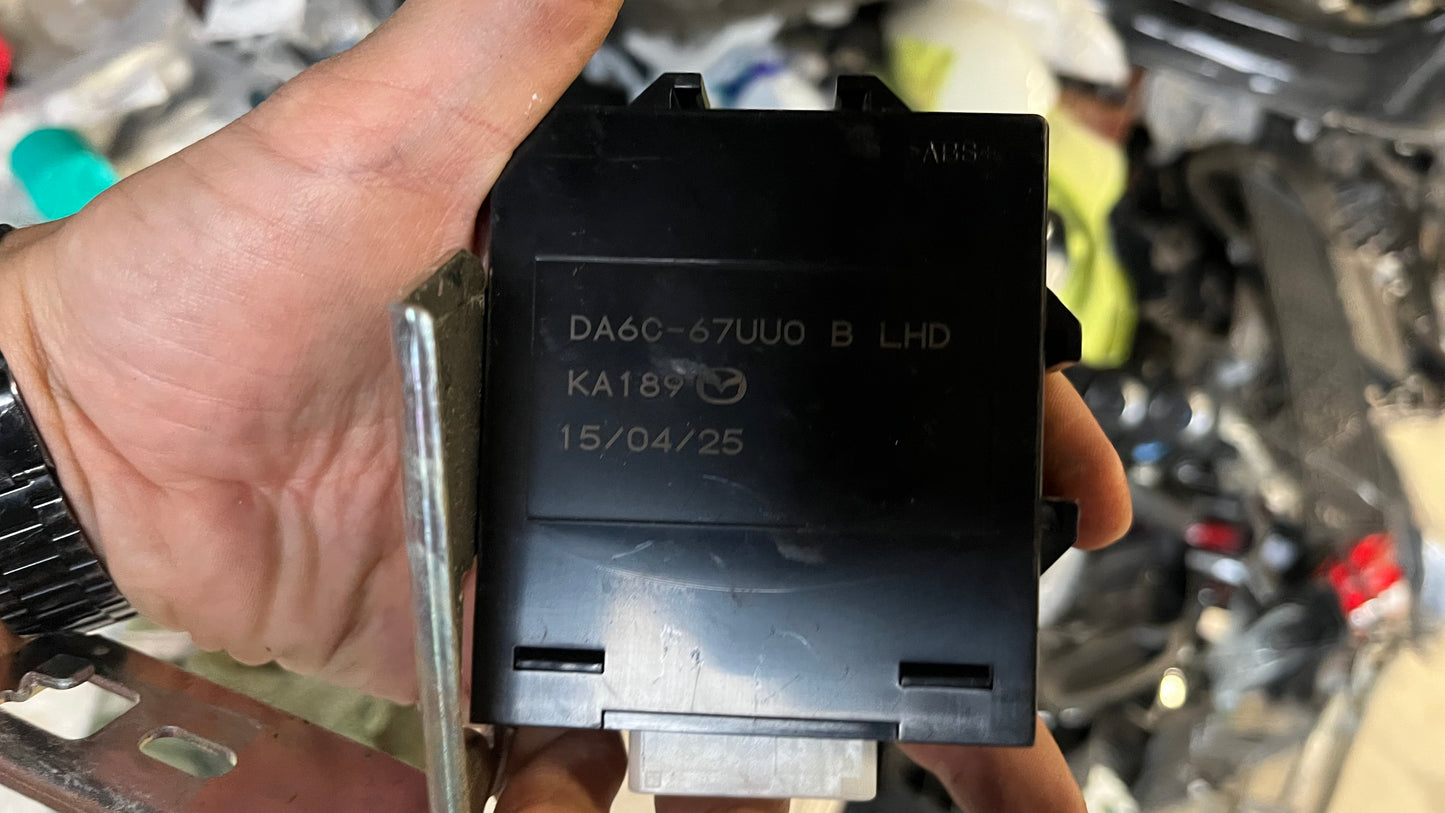 >ABS<
DA6C-67UU0 B LHD
KA189
15/04/25